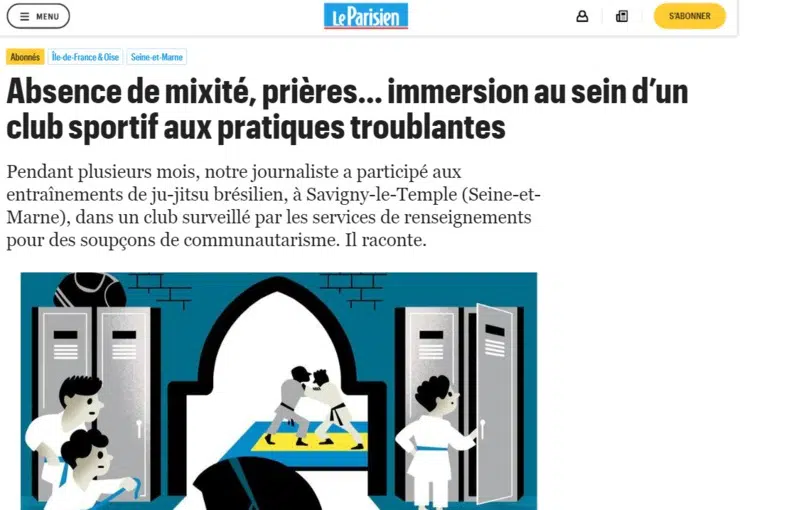 MENU
Le Parisien
S'ABONNER
Abonnés
Île-de-France & Oise
Seine-et-Marne
Absence de mixité, prières... immersion au sein d’un
club sportif aux pratiques troublantes
Pendant plusieurs mois, notre journaliste a participé aux
entraînements de ju-jitsu brésilien, à Savigny-le-Temple (Seine-et-
Marne), dans un club surveillé par les services de renseignements
pour des soupçons de communautarisme. Il raconte.